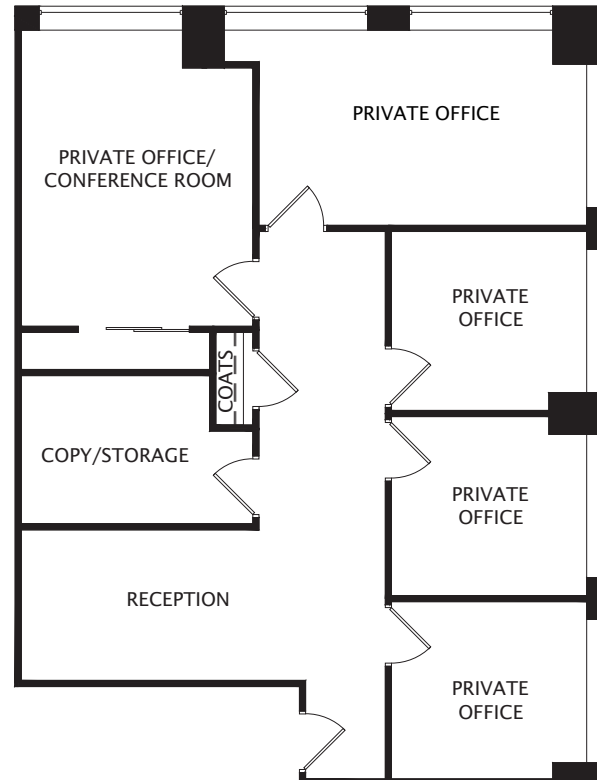 PRIVATE OFFICE
PRIVATE OFFICE/
CONFERENCE ROOM
PRIVATE
OFFICE
COATS
COPY/STORAGE
PRIVATE
OFFICE
RECEPTION
PRIVATE
OFFICE